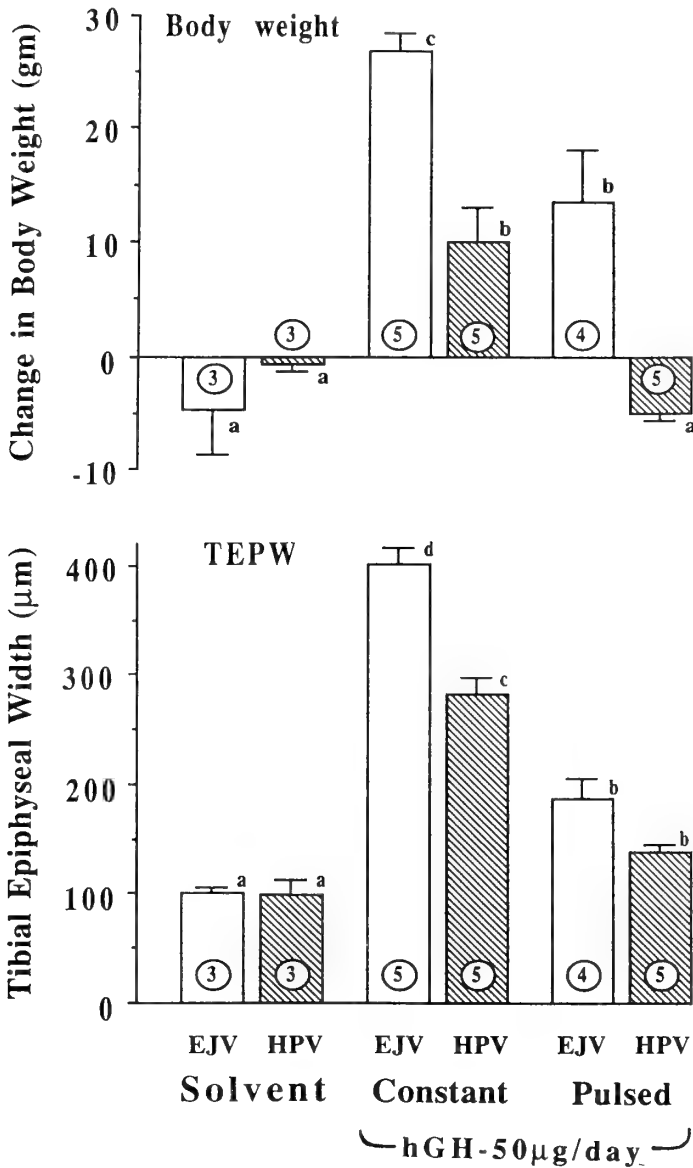 Body weight
Change in Body Weight (gm)
30
20
10
0
-10
a
a
c
b
b
a
3
3
5
5
4
5
TEPW
Tibial Epiphyseal Width (μm)
400
300
200
100
0
a
a
d
c
b
b
3
3
5
5
4
5
EJV HPV EJV HPV EJV HPV
Solvent Constant Pulsed
hGH-50μg/day